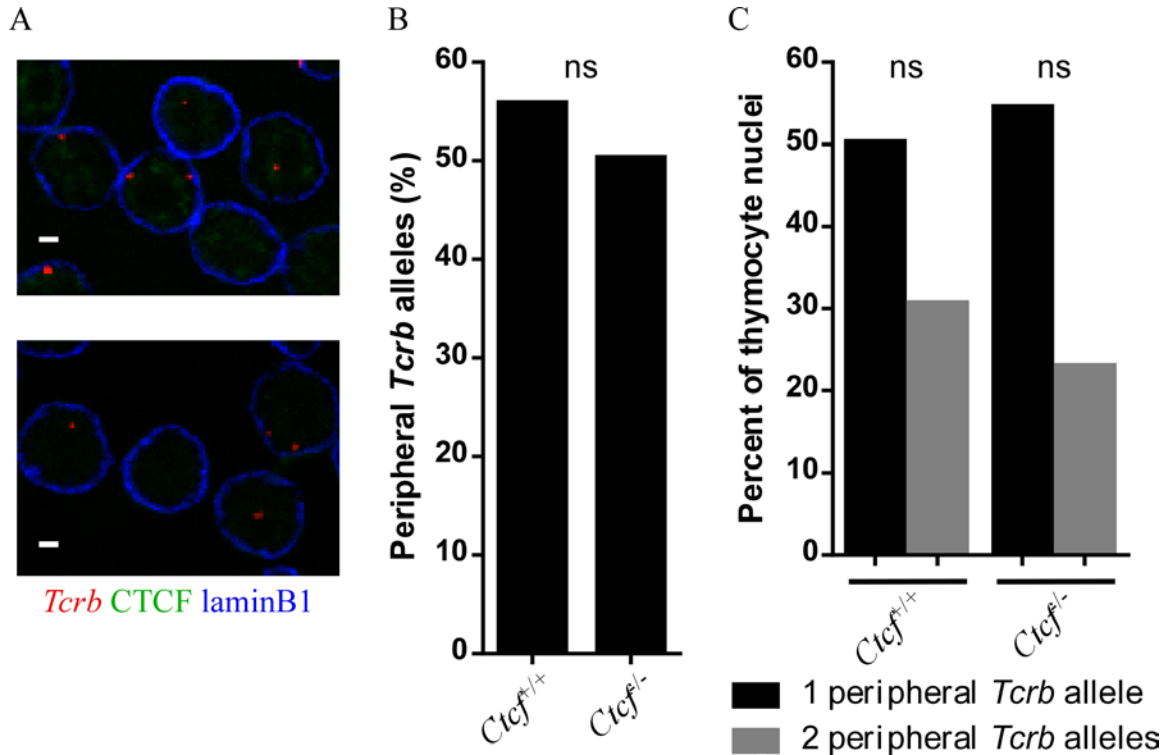 A
Tcrb CTCF laminB1
B
Peripheral Tcrb alleles (%)
60
50
40
30
20
10
0
ns
Ctcf+/+
Ctcf/-
C
Percent of thymocyte nuclei
60
50
40
30
20
10
0
ns
ns
Ctcf+/+
Ctcf/-
1 peripheral Tcrb allele
2 peripheral Tcrb alleles